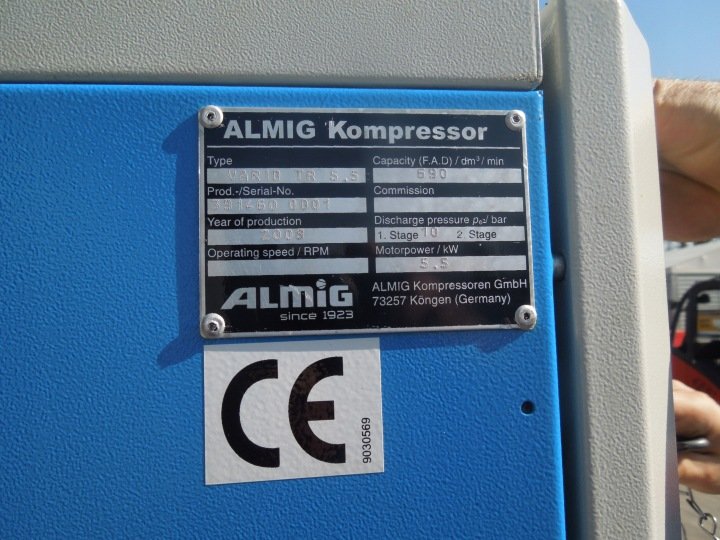 ALMIG Kompressor
Type
VARIO TR 5.5
Capacity (F.A.D) / dm³ / min
690
Prod.-/Serial-No.
Commission
Year of production
Discharge pressure pe2/ bar
1. Stage 10 2. Stage
Operating speed / RPM
Motorpower / kW
5.5
ALMIG
since 1923
ALMIG Kompressoren GmbH
73257 Köngen (Germany)
CE
9030569